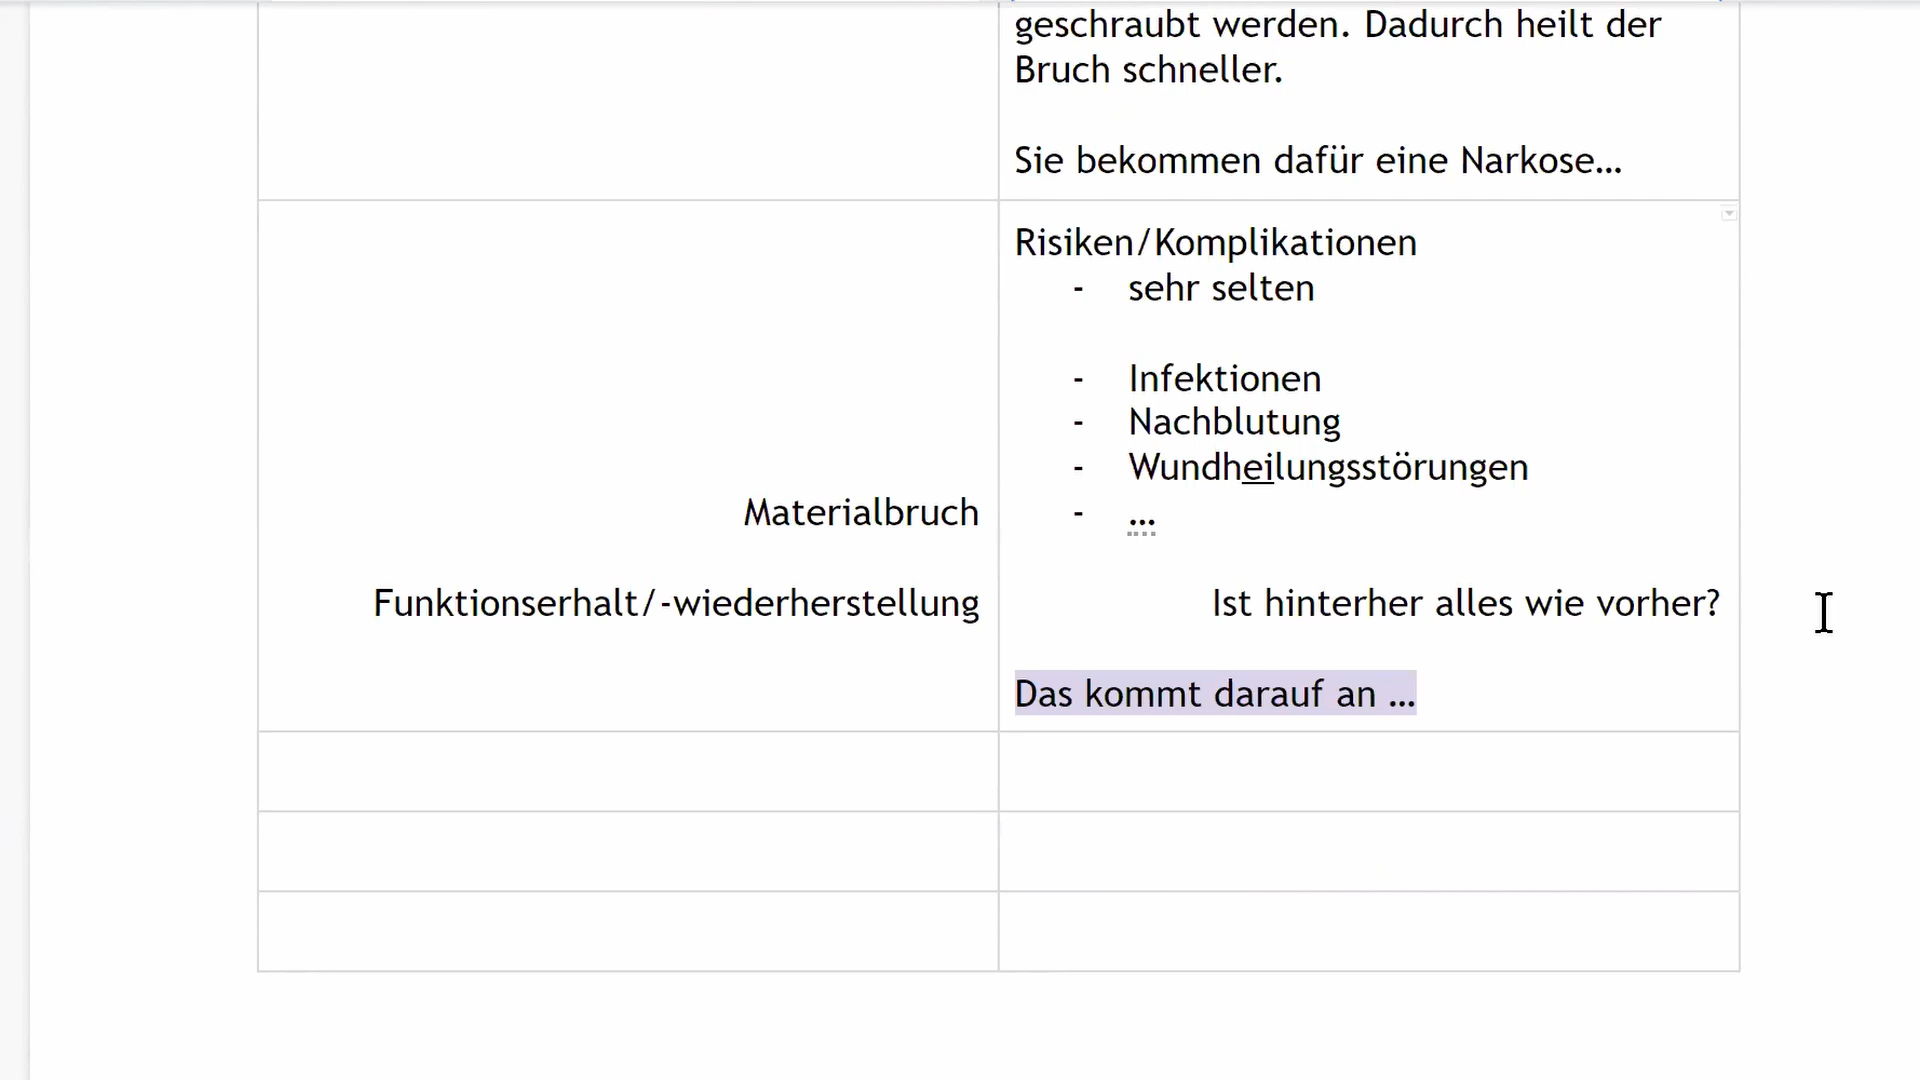 geschraubt werden. Dadurch heilt der
Bruch schneller.
Sie bekommen dafür eine Narkose...
Risiken/Komplikationen
- sehr selten
- Infektionen
- Nachblutung
- Wundheilungsstörungen
Materialbruch
- ...
Funktionserhalt/-wiederherstellung
Ist hinterher alles wie vorher?
Das kommt darauf an ...